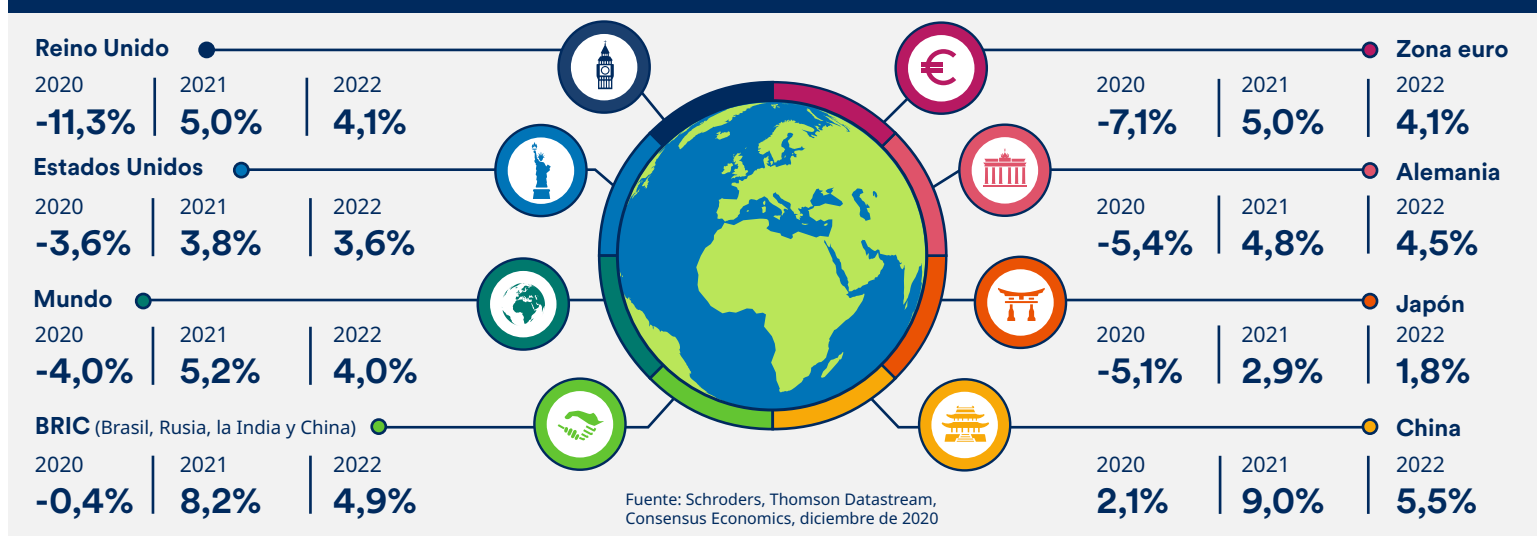 Reino Unido
2020 2021 2022
-11,3% 5,0% 4,1%
Estados Unidos
2020 2021 2022
-3,6% 3,8% 3,6%
Mundo
2020 2021 2022
-4,0% 5,2% 4,0%
BRIC (Brasil, Rusia, la India y China)
2020 2021 2022
-0,4% 8,2% 4,9%
€
Zona euro
2020 2021 2022
-7,1% 5,0% 4,1%
Alemania
2020 2021 2022
-5,4% 4,8% 4,5%
Japón
2020 2021 2022
-5,1% 2,9% 1,8%
China
2020 2021 2022
2,1% 9,0% 5,5%
Fuente: Schroders, Thomson Datastream,
Consensus Economics, diciembre de 2020